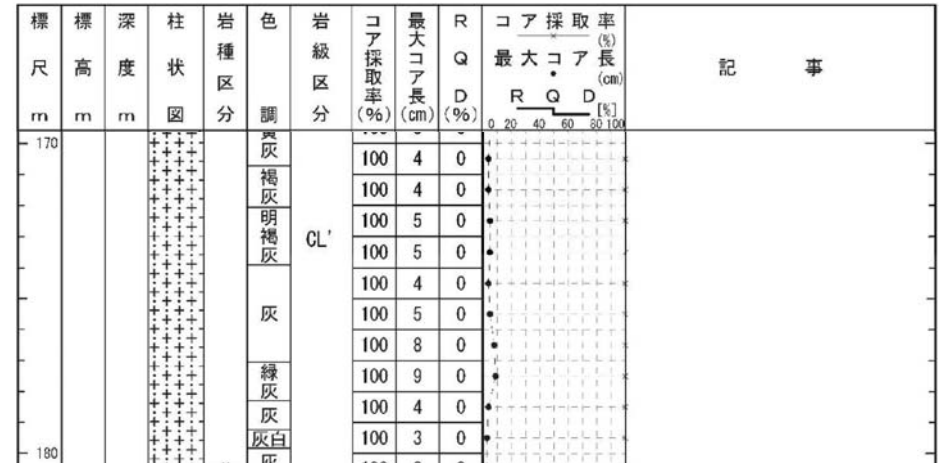 標尺 m
標高 m
深度 m
柱状図
岩種区分
色調
岩級区分
コア採取率 (%)
最大コア長 (cm)
RQD (%)
コア採取率 (%)
最大コア長 (cm)
RQD [%]
0 20 40 60 80 100
記事
170
灰
100 4 0
褐灰
100 4 0
明褐灰
100 5 0
CL'
100 5 0
100 4 0
灰
100 5 0
100 8 0
緑灰
100 9 0
灰
100 4 0
灰白
100 3 0
180
灰